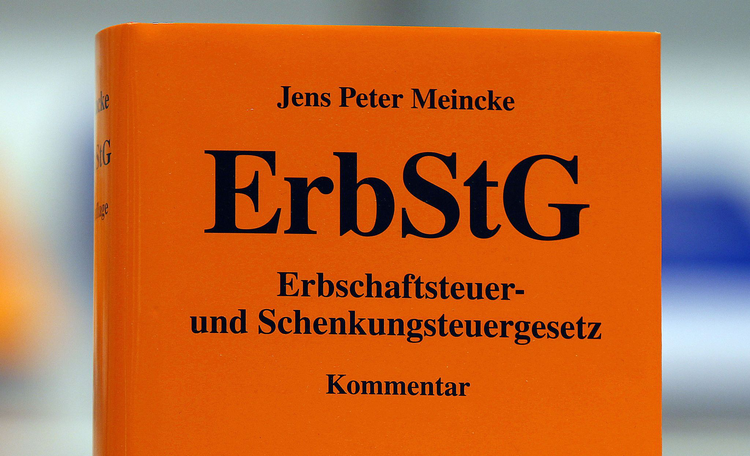 Jens Peter Meincke
ErbStG
Erbschaftsteuer-
und Schenkungsteuergesetz
Kommentar